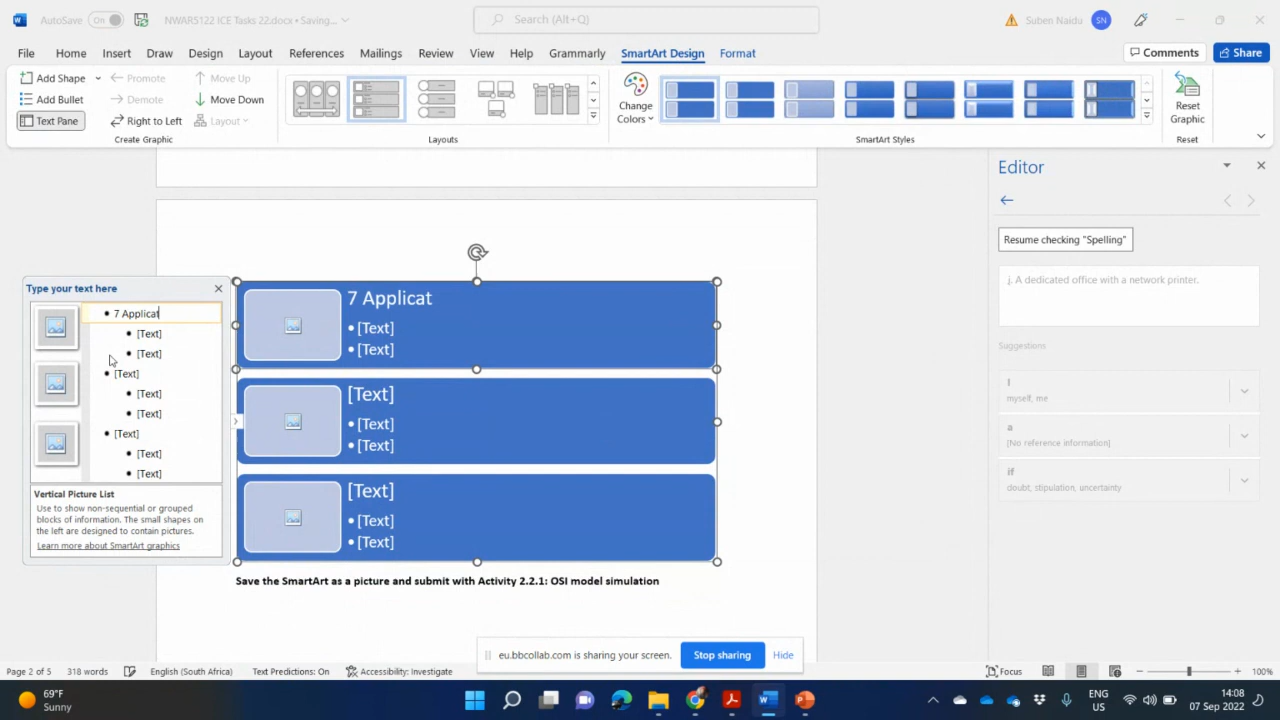 AutoSave On NWARS122 ICE Tasks 22.docx • Saving... Search (Alt+Q) Suben Naidu SN
File Home Insert Draw Design Layout References Mailings Review View Help Grammarly SmartArt Design Format Comments Share
Add Shape Promote Move Up
Add Bullet Demote Move Down
Text Pane Right to Left Layout
Change Colors
Reset Graphic
Create Graphic Layouts SmartArt Styles Reset
Editor
Resume checking "Spelling"
j. A dedicated office with a network printer.
Suggestions
I
myself, me
a
[No reference information]
if
doubt, stipulation, uncertainty
Type your text here
• 7 Applicat
• [Text]
• [Text]
• [Text]
• [Text]
• [Text]
• [Text]
• [Text]
• [Text]
Vertical Picture List
Use to show non-sequential or grouped
blocks of information. The small shapes on
the left are designed to contain pictures.
Learn more about SmartArt graphics
7 Applicat
• [Text]
• [Text]
[Text]
• [Text]
• [Text]
[Text]
• [Text]
• [Text]
Save the SmartArt as a picture and submit with Activity 2.2.1: OSI model simulation
eu.bbcollab.com is sharing your screen. Stop sharing Hide
Page 2 of 5 318 words English (South Africa) Text Predictions: On Accessibility: Investigate Focus 100%
69°F
Sunny
ENG
US
14:08
07 Sep 2022